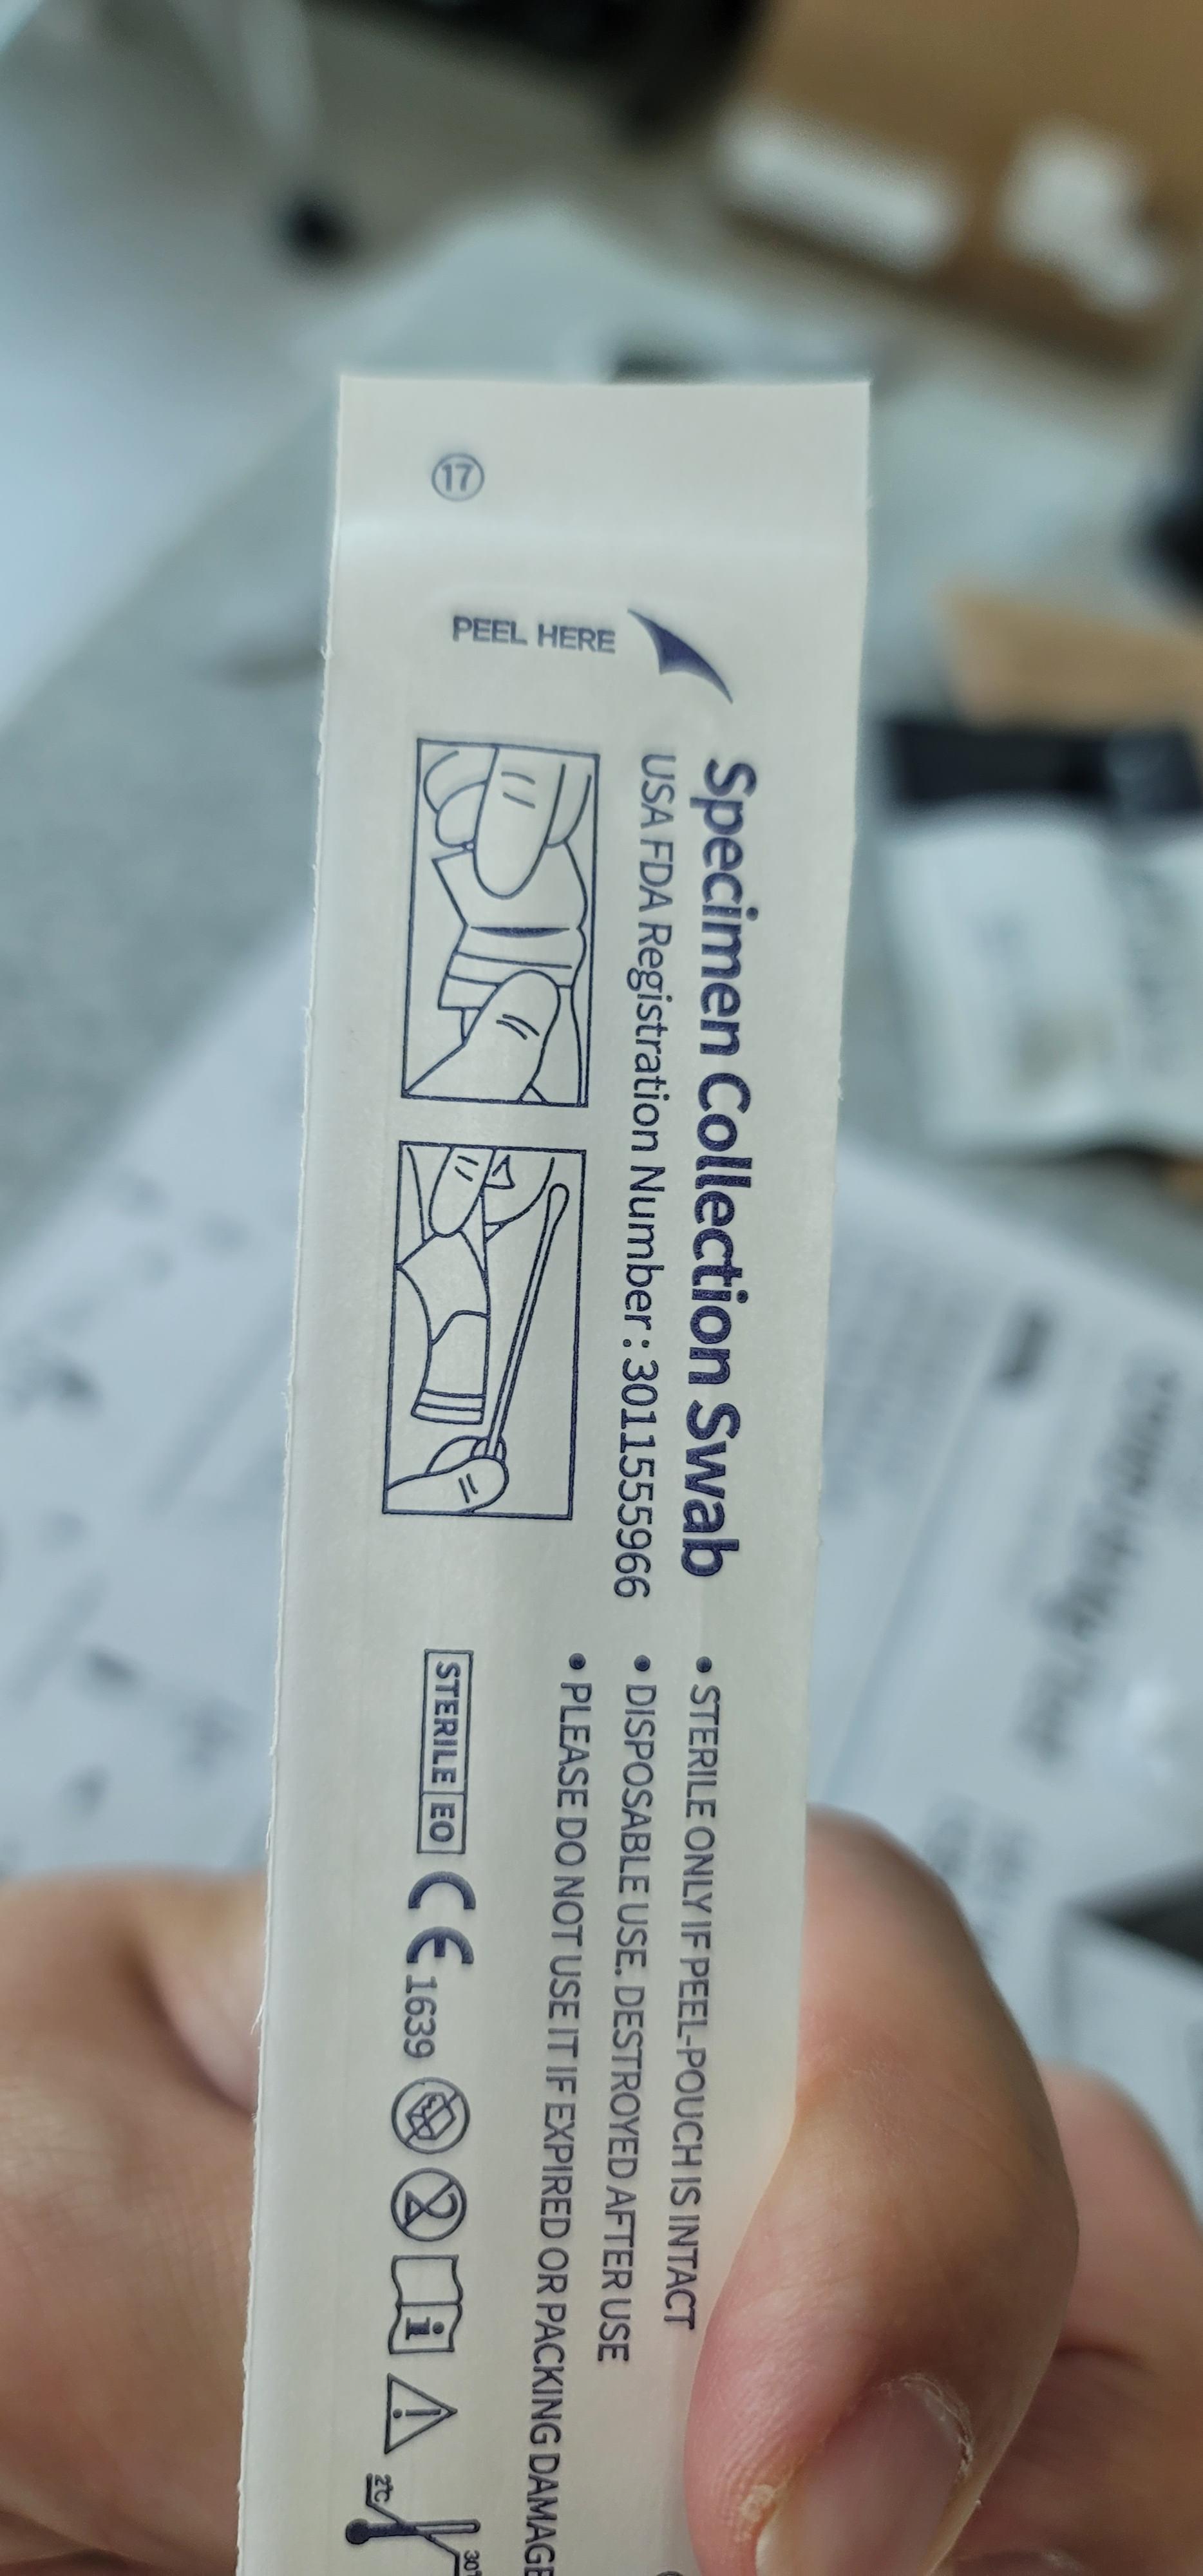 17
PEEL HERE
Specimen Collection Swab
USA FDA Registration Number : 3011555966
• STERILE ONLY IF PEEL-POUCH IS INTACT
• DISPOSABLE USE. DESTROYED AFTER USE
• PLEASE DO NOT USE IT IF EXPIRED OR PACKING DAMAGE
STERILE EO
CE 1639
2
i
2°C
30°